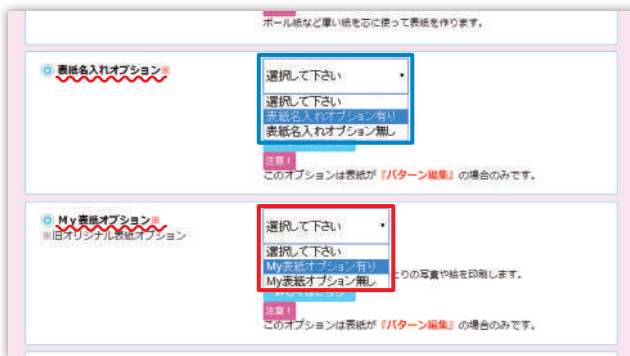 ボール紙など厚い紙を芯に使って表紙を作ります。
表紙名入れオプション※
選択して下さい
選択して下さい
表紙名入れオプション有り
表紙名入れオプション無し
注意!
このオプションは表紙が『パターン編集』の場合のみです。
My表紙オプション※
※旧オリジナル表紙オプション
選択して下さい
選択して下さい
My表紙オプション有り
My表紙オプション無し
とりの写真や絵を印刷します。
詳しくはこちら
注意!
このオプションは表紙が『パターン編集』の場合のみです。